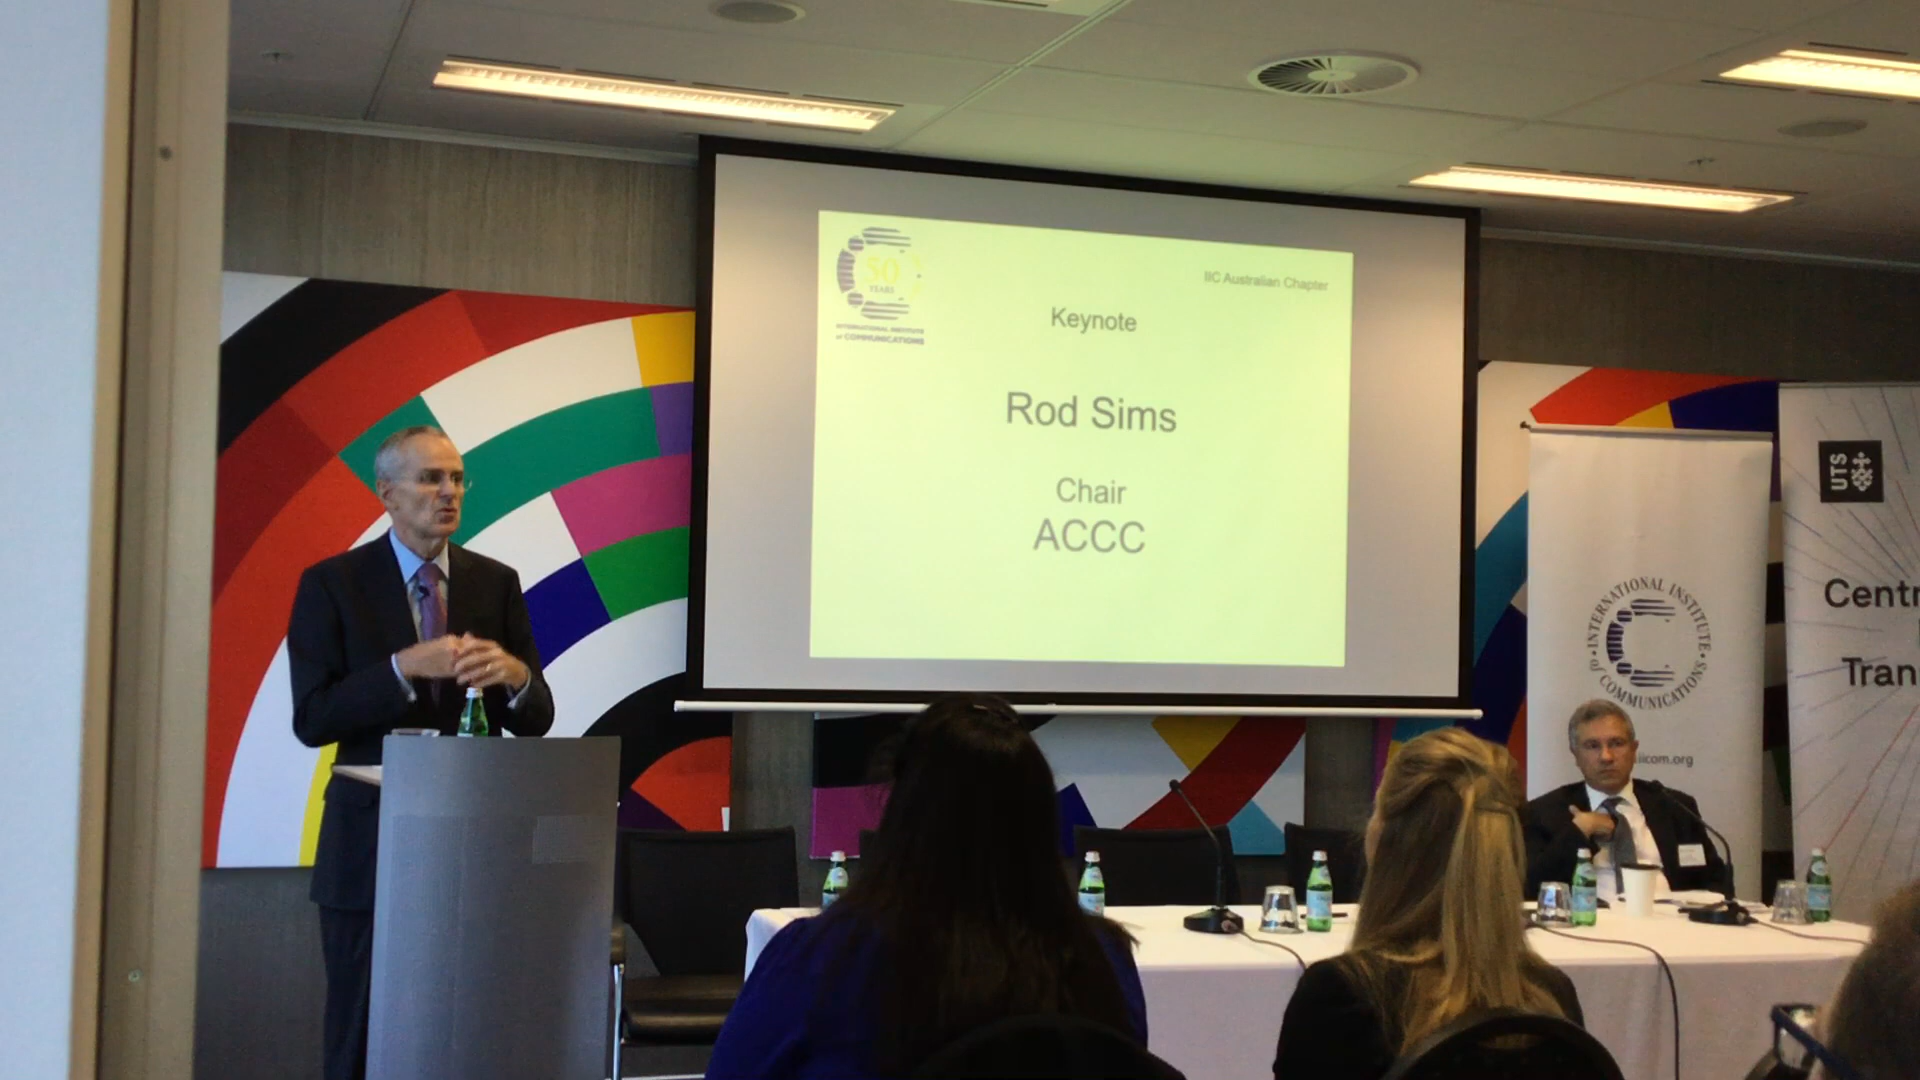 50
YEARS
INTERNATIONAL INSTITUTE
of COMMUNICATIONS
IIC Australian Chapter
Keynote
Rod Sims
Chair
ACCC
INTERNATIONAL INSTITUTE
of COMMUNICATIONS
iicom.org
UTS
Centr
Tran